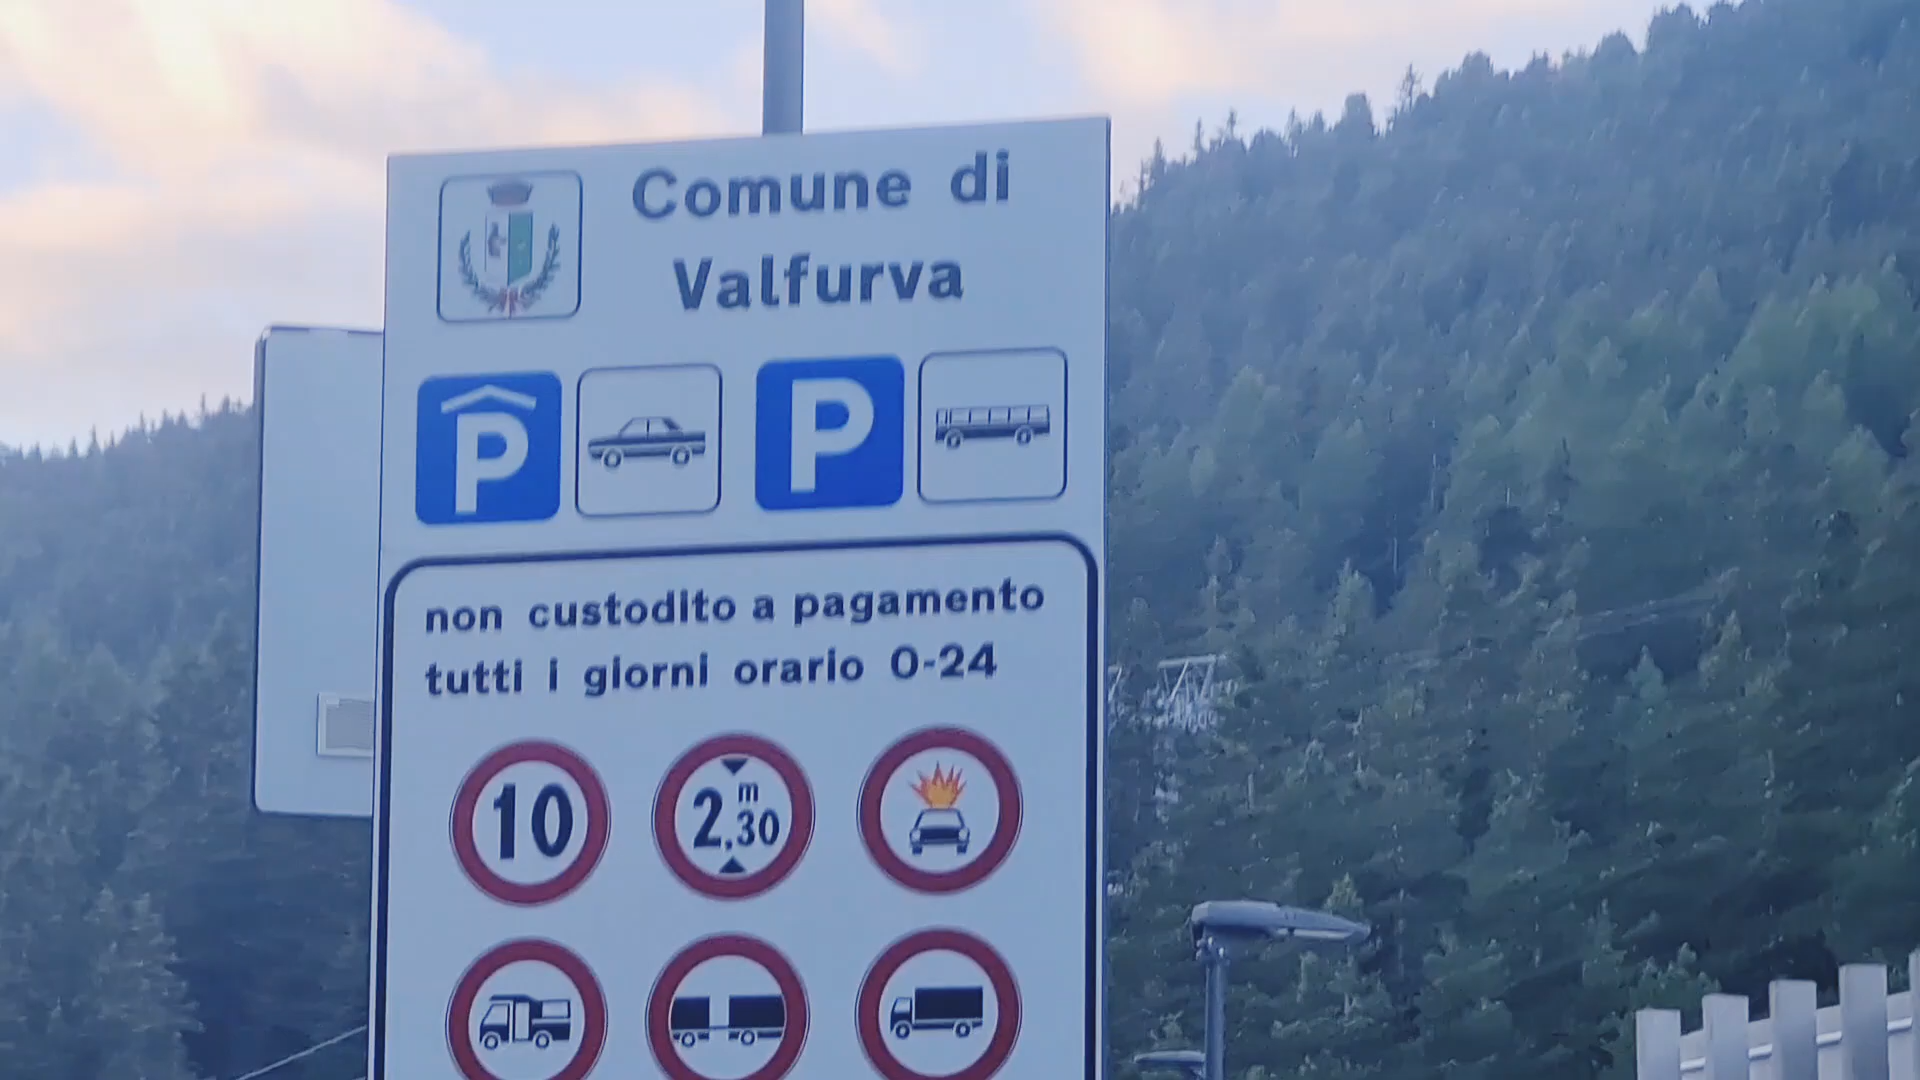 Comune di
Valfurva
P P
non custodito a pagamento
tutti i giorni orario 0-24
10 2,30 m